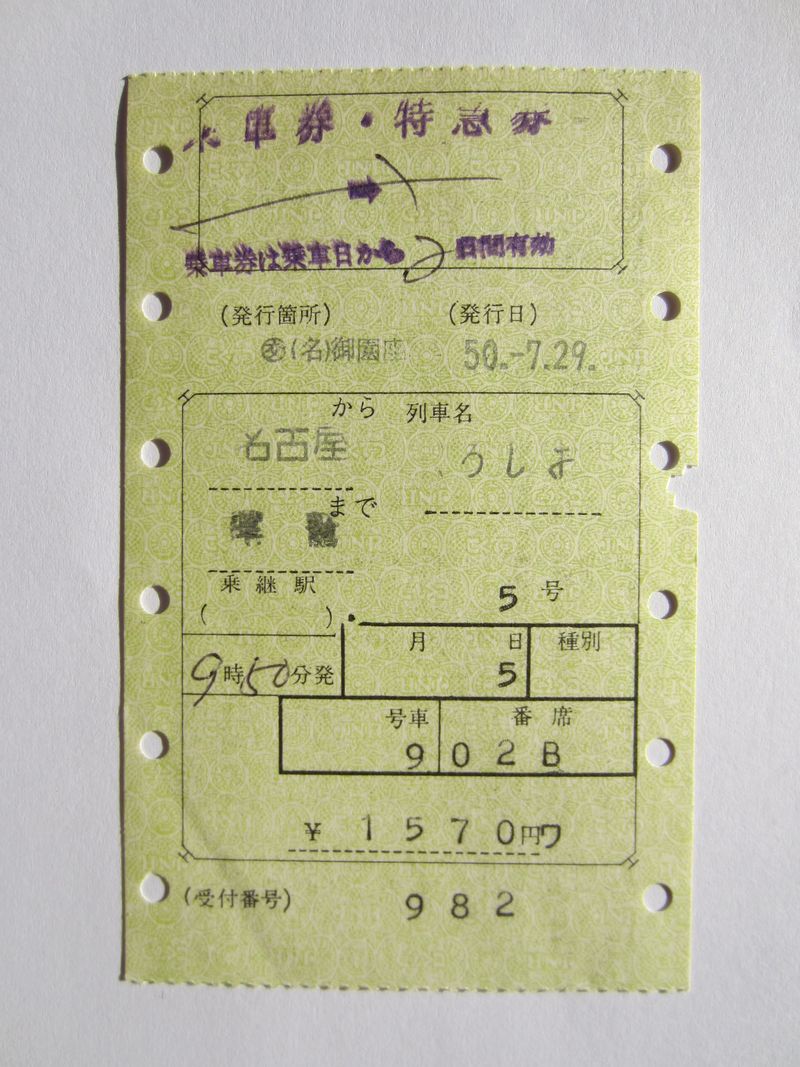 乗車券・特急券
➡
乗車券は乗車日から2日間有効
(発行箇所) (発行日)
(名)御園座 50.-7.29.
から 列車名
名古屋 うしお
まで
乗継駅 5号
( )
月 日 種別
9時50分発 5
号車 番席
9 02B
¥1570円ワ
(受付番号) 982